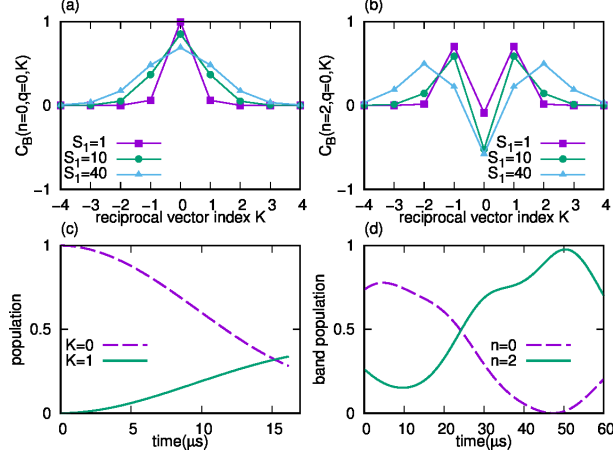 (a)
1
0
−1
C_B(n=0,q=0,K)
S_1=1
S_1=10
S_1=40
−4 −3 −2 −1 0 1 2 3 4
reciprocal vector index K
(b)
1
0
−1
C_B(n=2,q=0,K)
S_1=1
S_1=10
S_1=40
−4 −3 −2 −1 0 1 2 3 4
reciprocal vector index K
(c)
1
0.5
0
population
K=0
K=1
0 5 10 15
time(μs)
(d)
1
0.5
0
band population
n=0
n=2
0 10 20 30 40 50 60
time(μs)